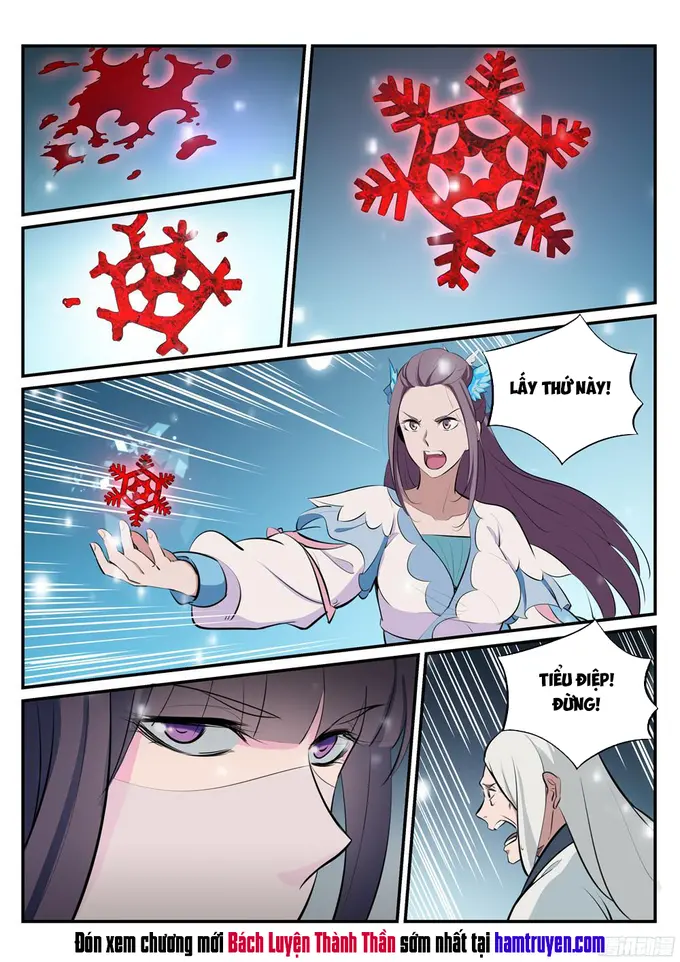 LẤY THỨ NÀY!
TIỂU ĐIỆP!
ĐỪNG!
Đón xem chương mới Bách Luyện Thành Thần sớm nhất tại hamtruyen.com